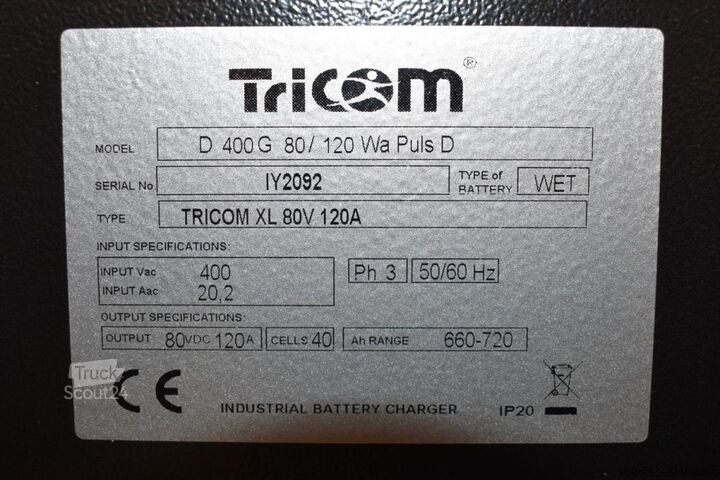 TriCOM®
MODEL D 400G 80/ 120 Wa Puls D
SERIAL No. IY2092 TYPE of BATTERY WET
TYPE TRICOM XL 80V 120A
INPUT SPECIFICATIONS:
INPUT Vac 400 Ph 3 50/60 Hz
INPUT Aac 20,2
OUTPUT SPECIFICATIONS:
OUTPUT 80VDC 120A CELLS 40 Ah RANGE 660-720
Truck
Scout24
CE INDUSTRIAL BATTERY CHARGER IP20